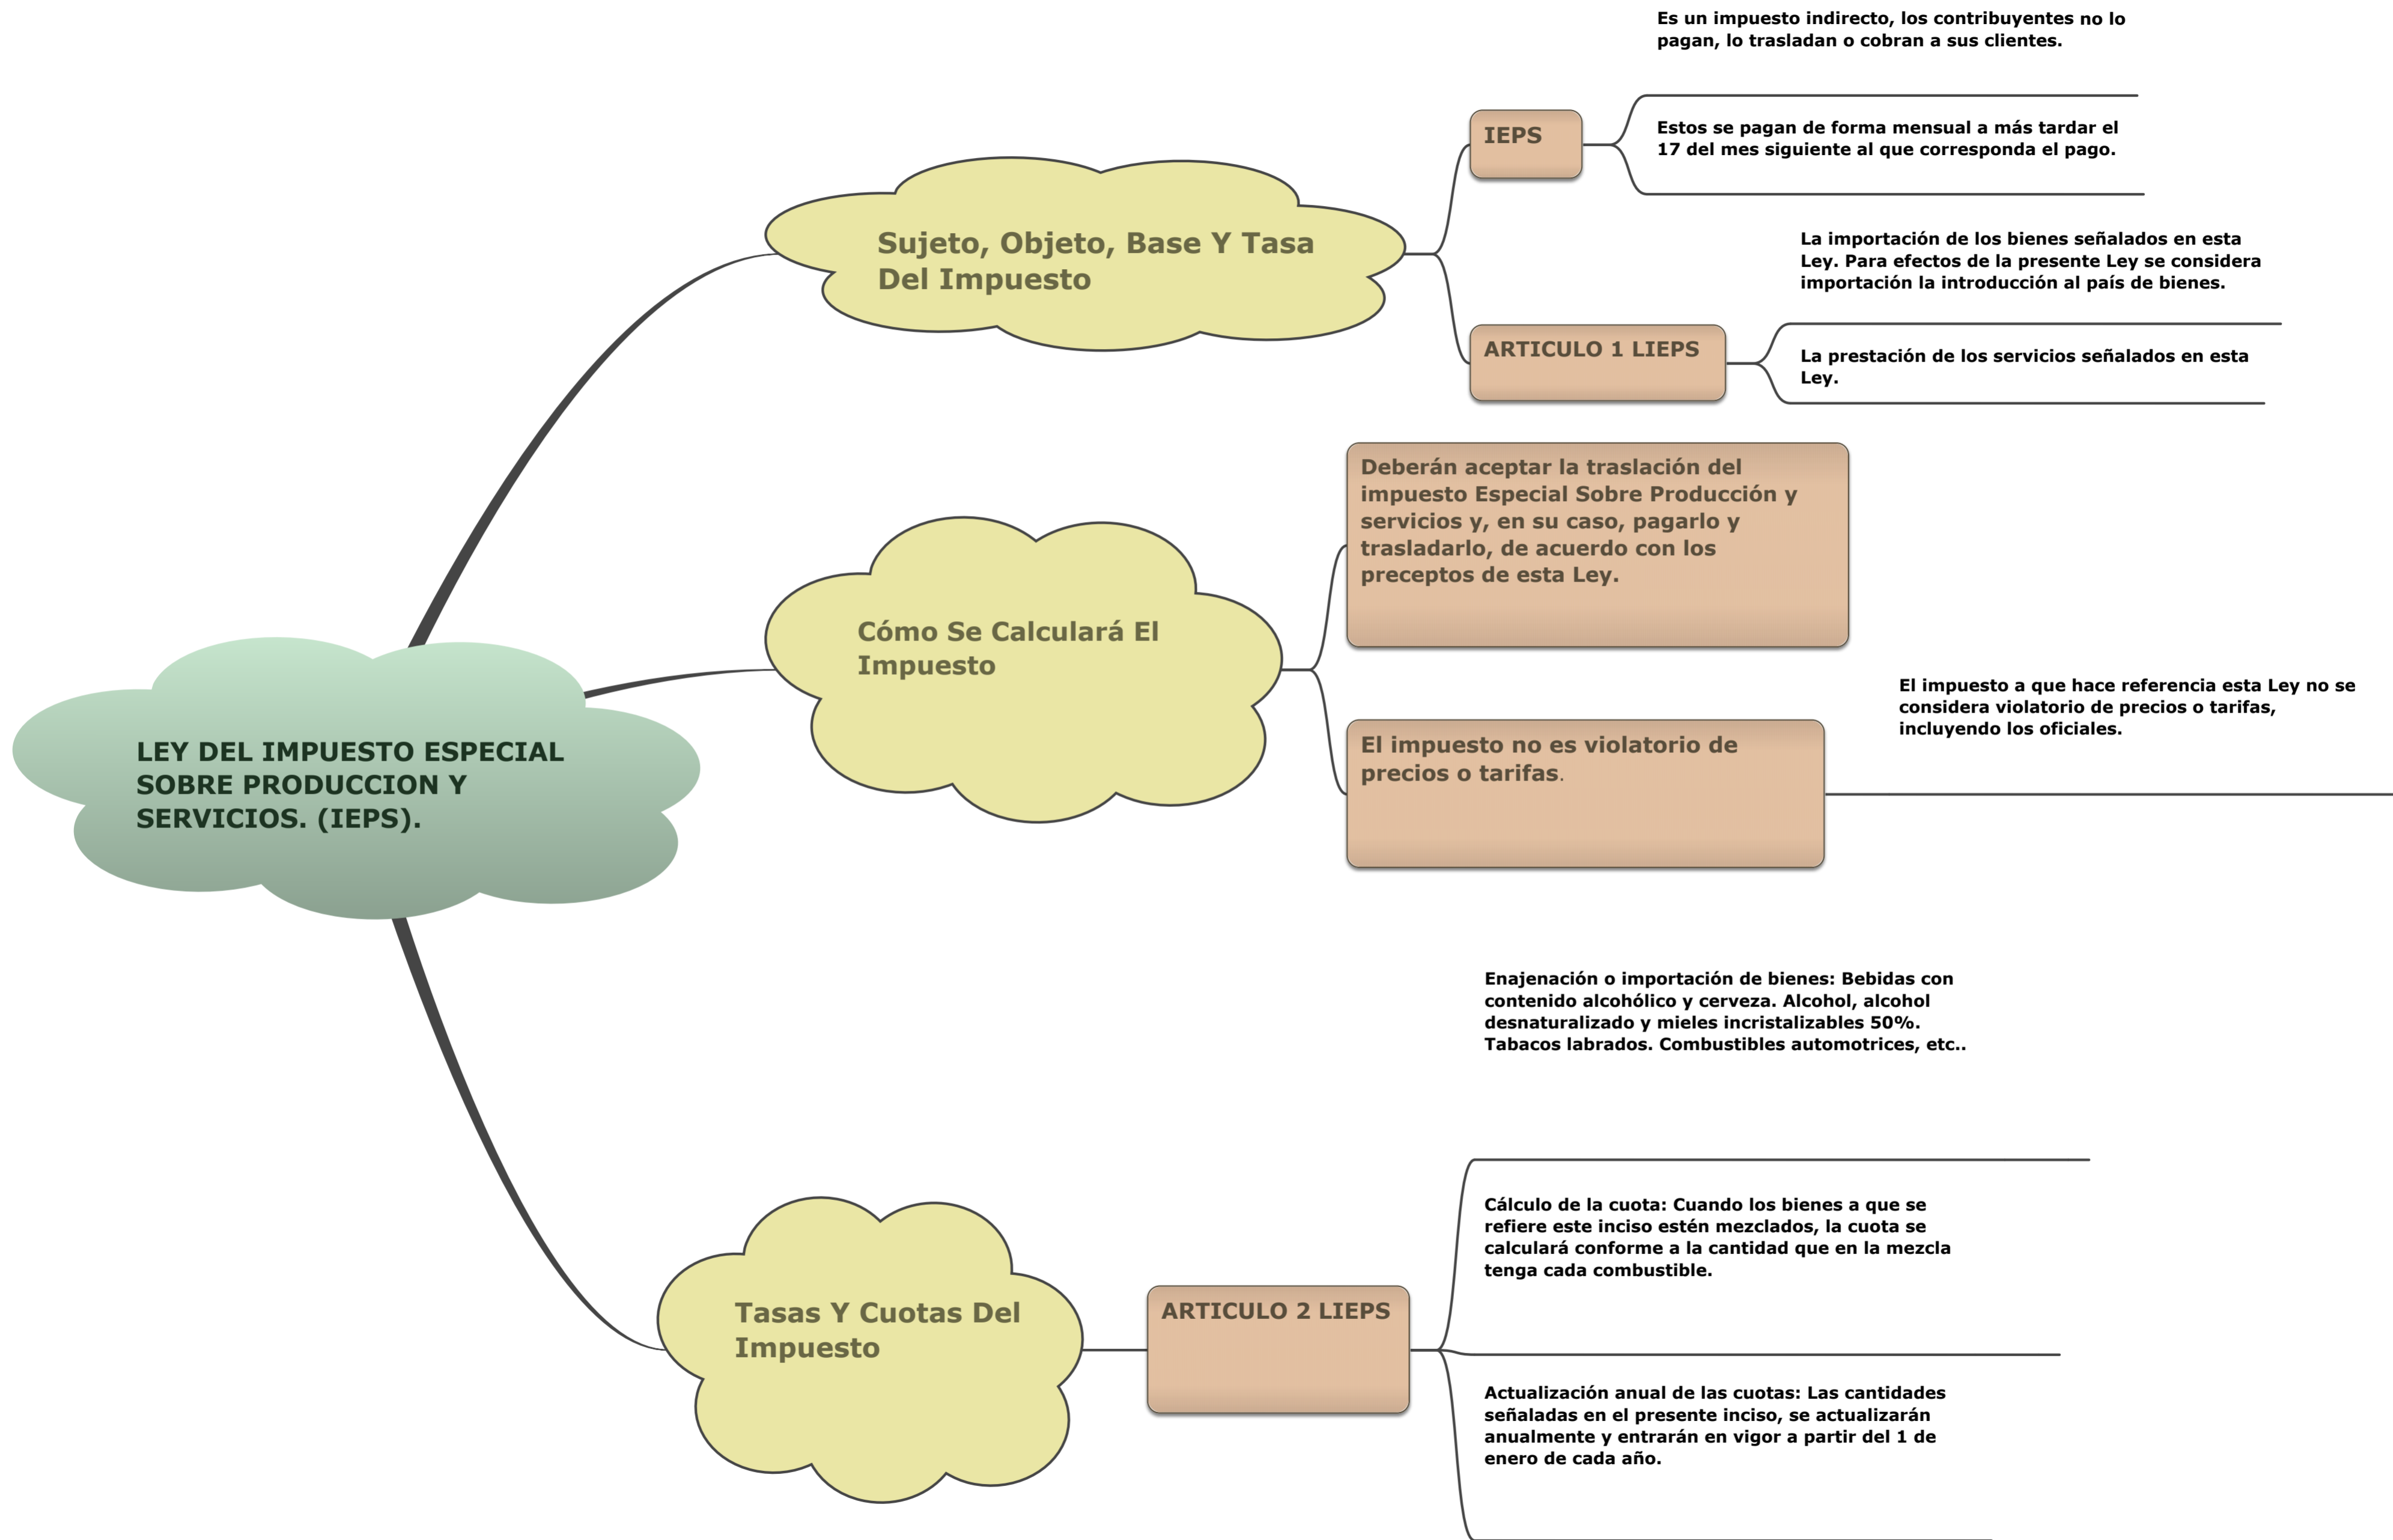 LEY DEL IMPUESTO ESPECIAL
SOBRE PRODUCCION Y
SERVICIOS. (IEPS).
Sujeto, Objeto, Base Y Tasa
Del Impuesto
IEPS
Es un impuesto indirecto, los contribuyentes no lo
pagan, lo trasladan o cobran a sus clientes.
Estos se pagan de forma mensual a más tardar el
17 del mes siguiente al que corresponda el pago.
ARTICULO 1 LIEPS
La importación de los bienes señalados en esta
Ley. Para efectos de la presente Ley se considera
importación la introducción al país de bienes.
La prestación de los servicios señalados en esta
Ley.
Cómo Se Calculará El
Impuesto
Deberán aceptar la traslación del
impuesto Especial Sobre Producción y
servicios y, en su caso, pagarlo y
trasladarlo, de acuerdo con los
preceptos de esta Ley.
El impuesto no es violatorio de
precios o tarifas.
El impuesto a que hace referencia esta Ley no se
considera violatorio de precios o tarifas,
incluyendo los oficiales.
Tasas Y Cuotas Del
Impuesto
ARTICULO 2 LIEPS
Enajenación o importación de bienes: Bebidas con
contenido alcohólico y cerveza. Alcohol, alcohol
desnaturalizado y mieles incristalizables 50%.
Tabacos labrados. Combustibles automotrices, etc..
Cálculo de la cuota: Cuando los bienes a que se
refiere este inciso estén mezclados, la cuota se
calculará conforme a la cantidad que en la mezcla
tenga cada combustible.
Actualización anual de las cuotas: Las cantidades
señaladas en el presente inciso, se actualizarán
anualmente y entrarán en vigor a partir del 1 de
enero de cada año.